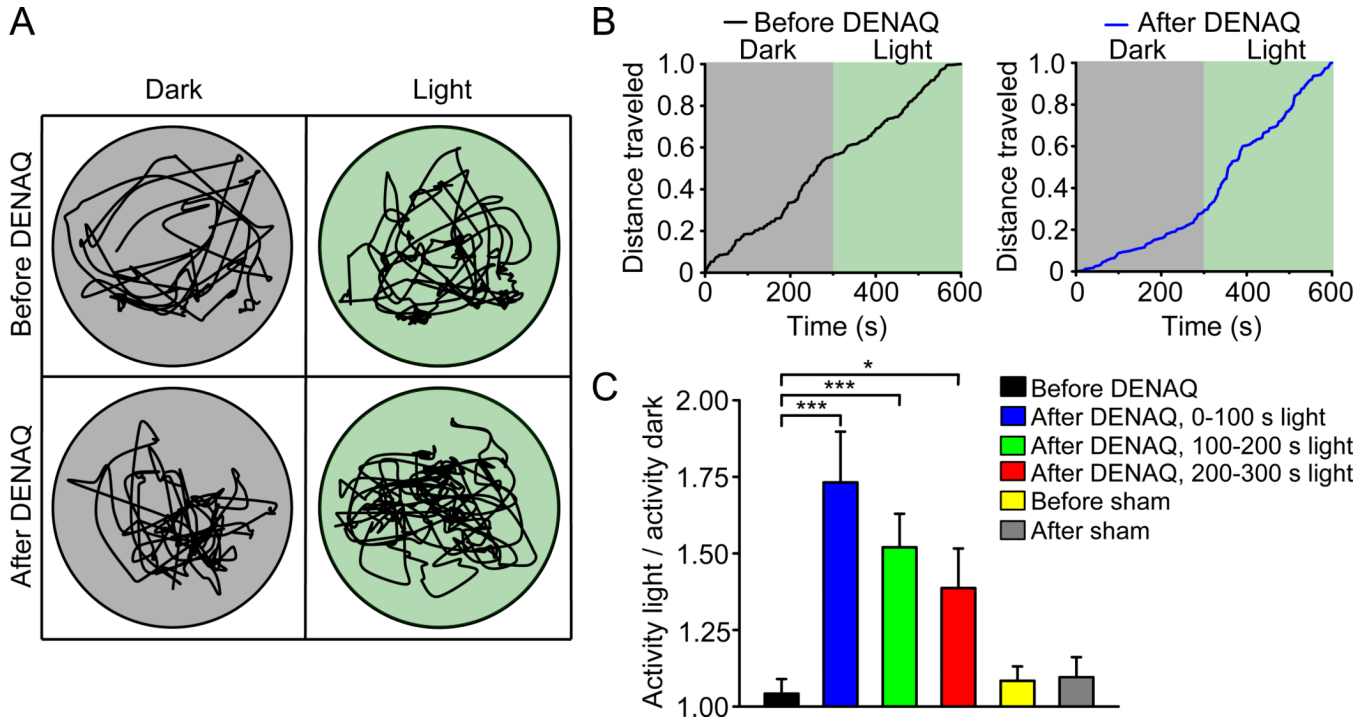 A
Dark
Light
Before DENAQ
After DENAQ
B
Before DENAQ
Dark
Light
Distance traveled
1.0
0.8
0.6
0.4
0.2
0
0
200
400
600
Time (s)
After DENAQ
Dark
Light
Distance traveled
1.0
0.8
0.6
0.4
0.2
0
0
200
400
600
Time (s)
C
Activity light / activity dark
2.00
1.75
1.50
1.25
1.00
***
***
*
Before DENAQ
After DENAQ, 0-100 s light
After DENAQ, 100-200 s light
After DENAQ, 200-300 s light
Before sham
After sham